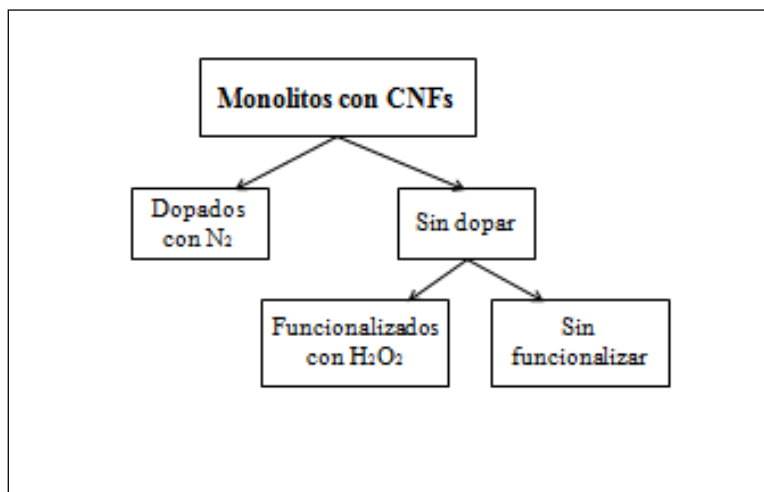 Monolitos con CNFs
Dopados
con N₂
Sin dopar
Funcionalizados
con H₂O₂
Sin
funcionalizar